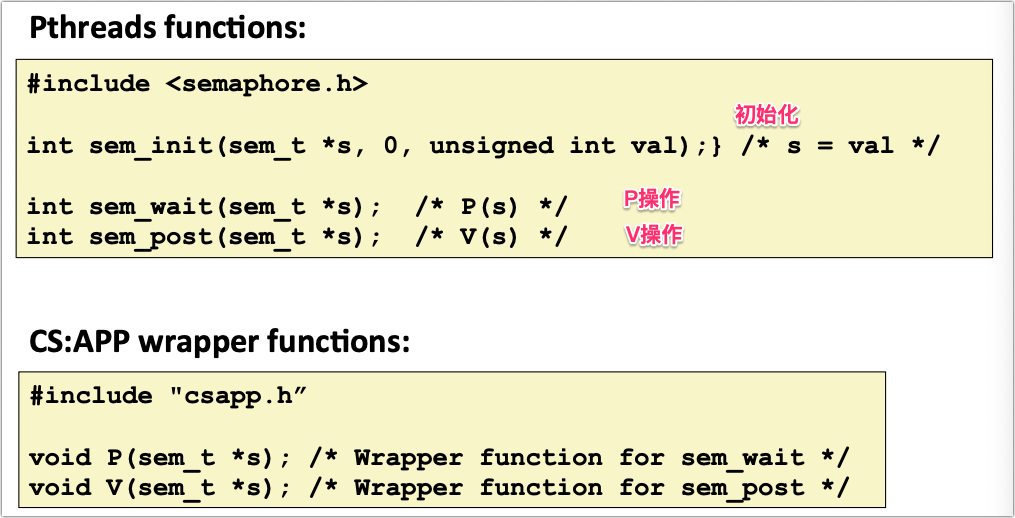 Pthreads functions:
#include <semaphore.h>
初始化
int sem_init(sem_t *s, 0, unsigned int val);} /* s = val */
int sem_wait(sem_t *s);  /* P(s) */ P操作
int sem_post(sem_t *s);  /* V(s) */ V操作
CS:APP wrapper functions:
#include "csapp.h”
void P(sem_t *s); /* Wrapper function for sem_wait */
void V(sem_t *s); /* Wrapper function for sem_post */